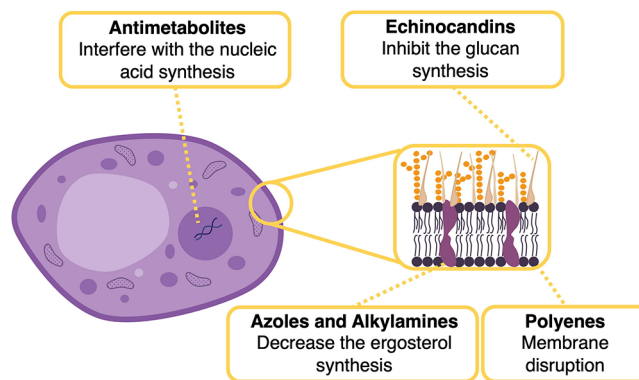 Antimetabolites
Interfere with the nucleic
acid synthesis
Echinocandins
Inhibit the glucan
synthesis
Azoles and Alkylamines
Decrease the ergosterol
synthesis
Polyenes
Membrane
disruption